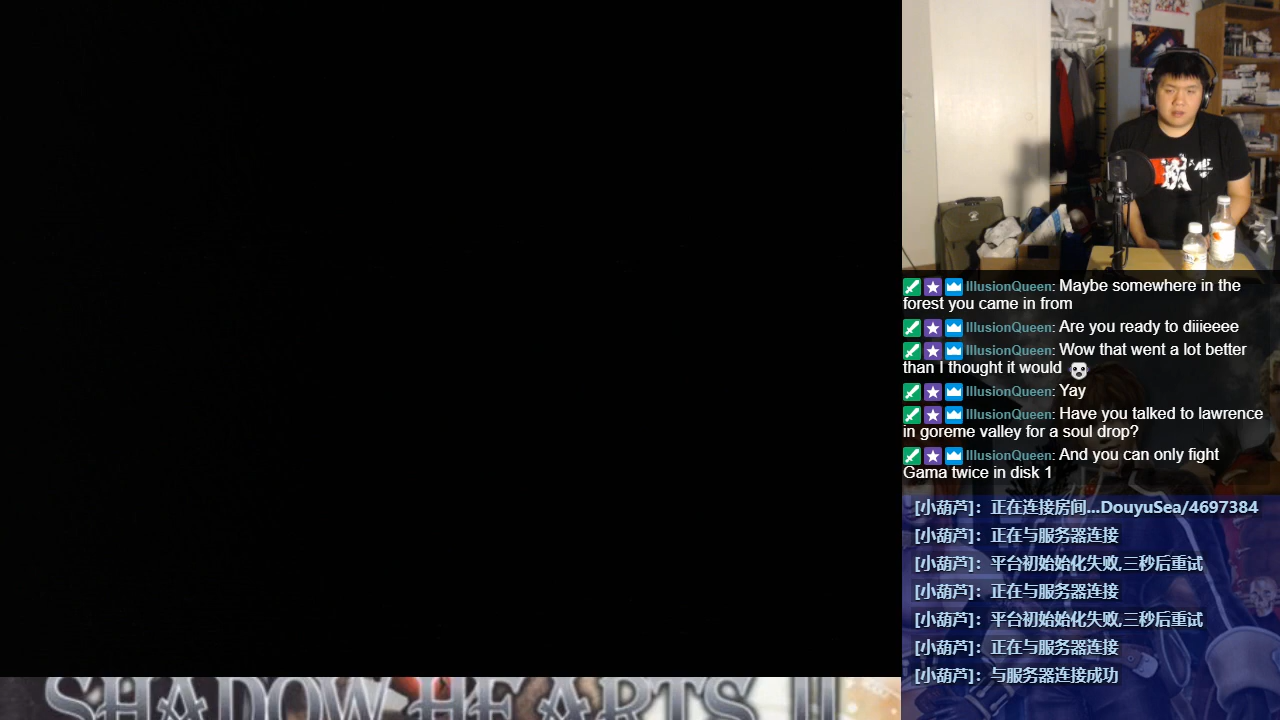 IllusionQueen: Maybe somewhere in the
forest you came in from
IllusionQueen: Are you ready to diiieeee
IllusionQueen: Wow that went a lot better
than I thought it would
IllusionQueen: Yay
IllusionQueen: Have you talked to lawrence
in goreme valley for a soul drop?
IllusionQueen: And you can only fight
Gama twice in disk 1
[小葫芦]: 正在连接房间...DouyuSea/4697384
[小葫芦]: 正在与服务器连接
[小葫芦]: 平台初始始化失败,三秒后重试
[小葫芦]: 正在与服务器连接
[小葫芦]: 平台初始始化失败,三秒后重试
[小葫芦]: 正在与服务器连接
[小葫芦]: 与服务器连接成功
SHADOW HEARTS II